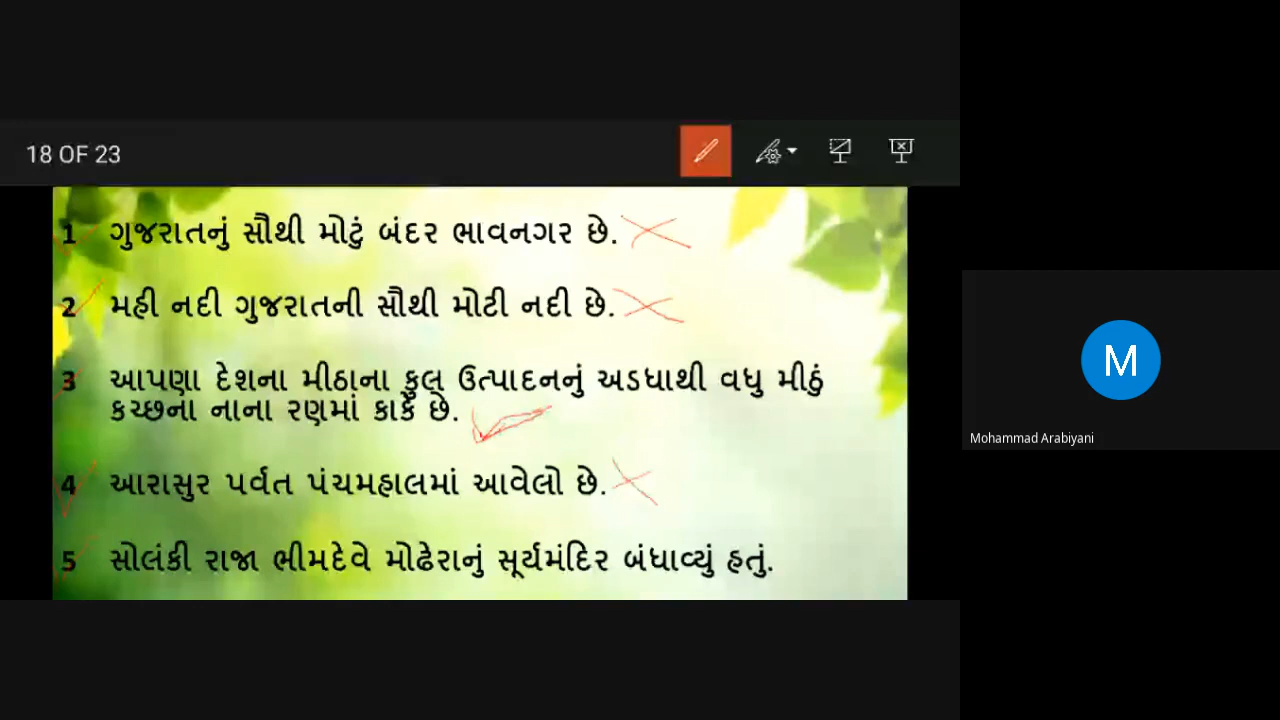 18 OF 23
1 ગુજરાતનું સૌથી મોટું બંદર ભાવનગર છે.
2 મહી નદી ગુજરાતની સૌથી મોટી નદી છે.
3 આપણા દેશના મીઠાના કુલ ઉત્પાદનનું અડધાથી વધુ મીઠું
કચ્છના નાના રણમાં કાકે છે.
4 આરાસુર પર્વત પંચમહાલમાં આવેલો છે.
5 સોલંકી રાજા ભીમદેવે મોઢેરાનું સૂર્યમંદિર બંધાવ્યું હતું.
M
Mohammad Arabiyani